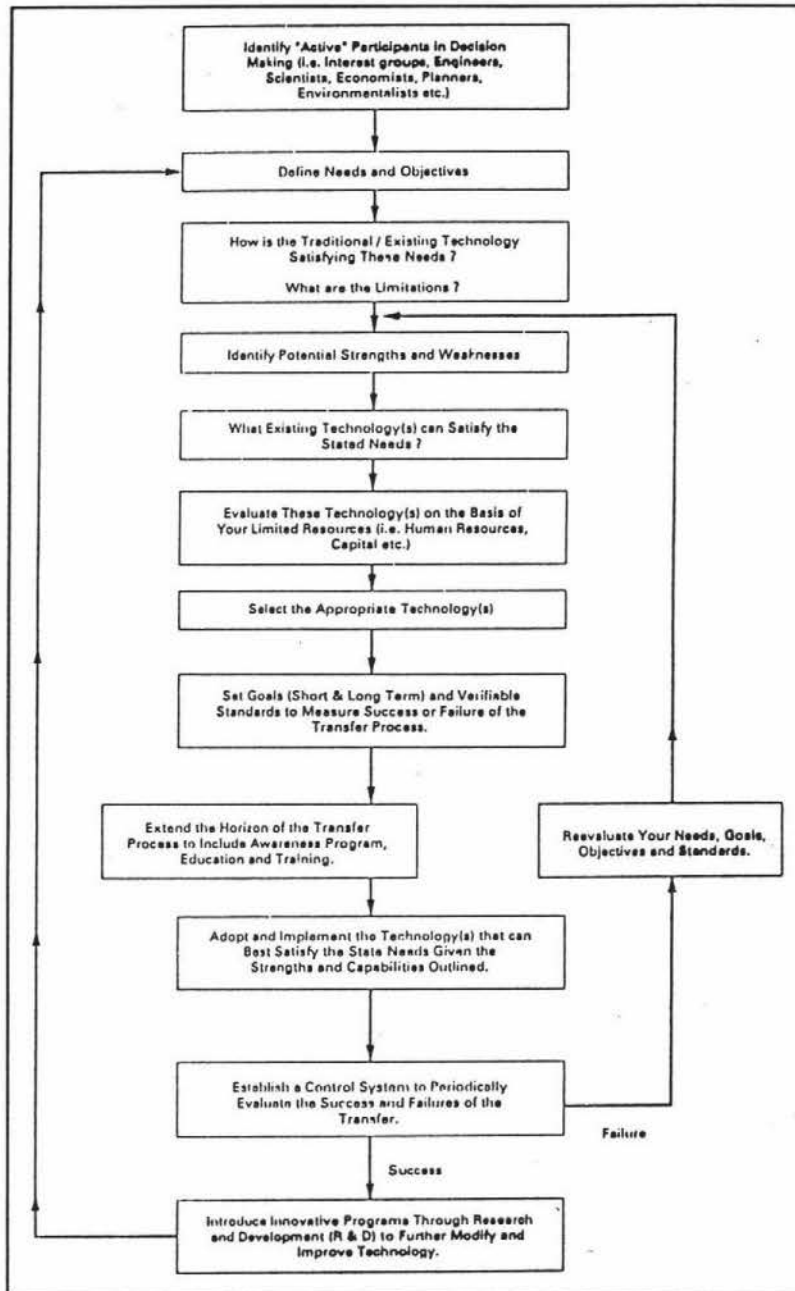 Identify "Active" Participants in Decision
Making (i.e. Interest groups, Engineers,
Scientists, Economists, Planners,
Environmentalists etc.)
Define Needs and Objectives
How is the Traditional / Existing Technology
Satisfying These Needs ?
What are the Limitations ?
Identify Potential Strengths and Weaknesses
What Existing Technology(s) can Satisfy the
Stated Needs ?
Evaluate These Technology(s) on the Basis of
Your Limited Resources (i.e. Human Resources,
Capital etc.)
Select the Appropriate Technology(s)
Set Goals (Short & Long Term) and Verifiable
Standards to Measure Success or Failure of the
Transfer Process.
Extend the Horizon of the Transfer
Process to Include Awareness Program,
Education and Training.
Reevaluate Your Needs, Goals,
Objectives and Standards.
Adopt and Implement the Technology(s) that can
Best Satisfy the State Needs Given the
Strengths and Capabilities Outlined.
Establish a Control System to Periodically
Evaluate the Success and Failures of the
Transfer.
Failure
Success
Introduce Innovative Programs Through Research
and Development (R & D) to Further Modify and
Improve Technology.